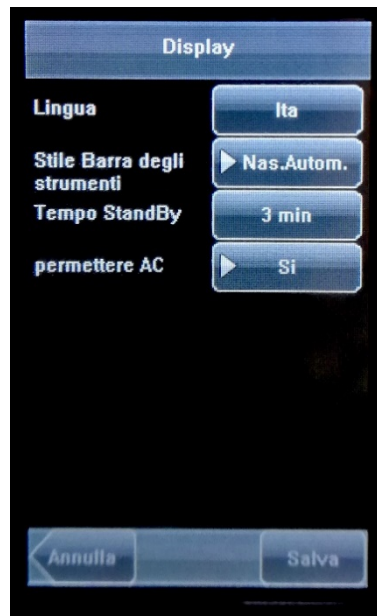 Display
Lingua
Ita
Stile Barra degli
strumenti
Nas.Autom.
Tempo StandBy
3 min
permettere AC
Si
Annulla
Salva